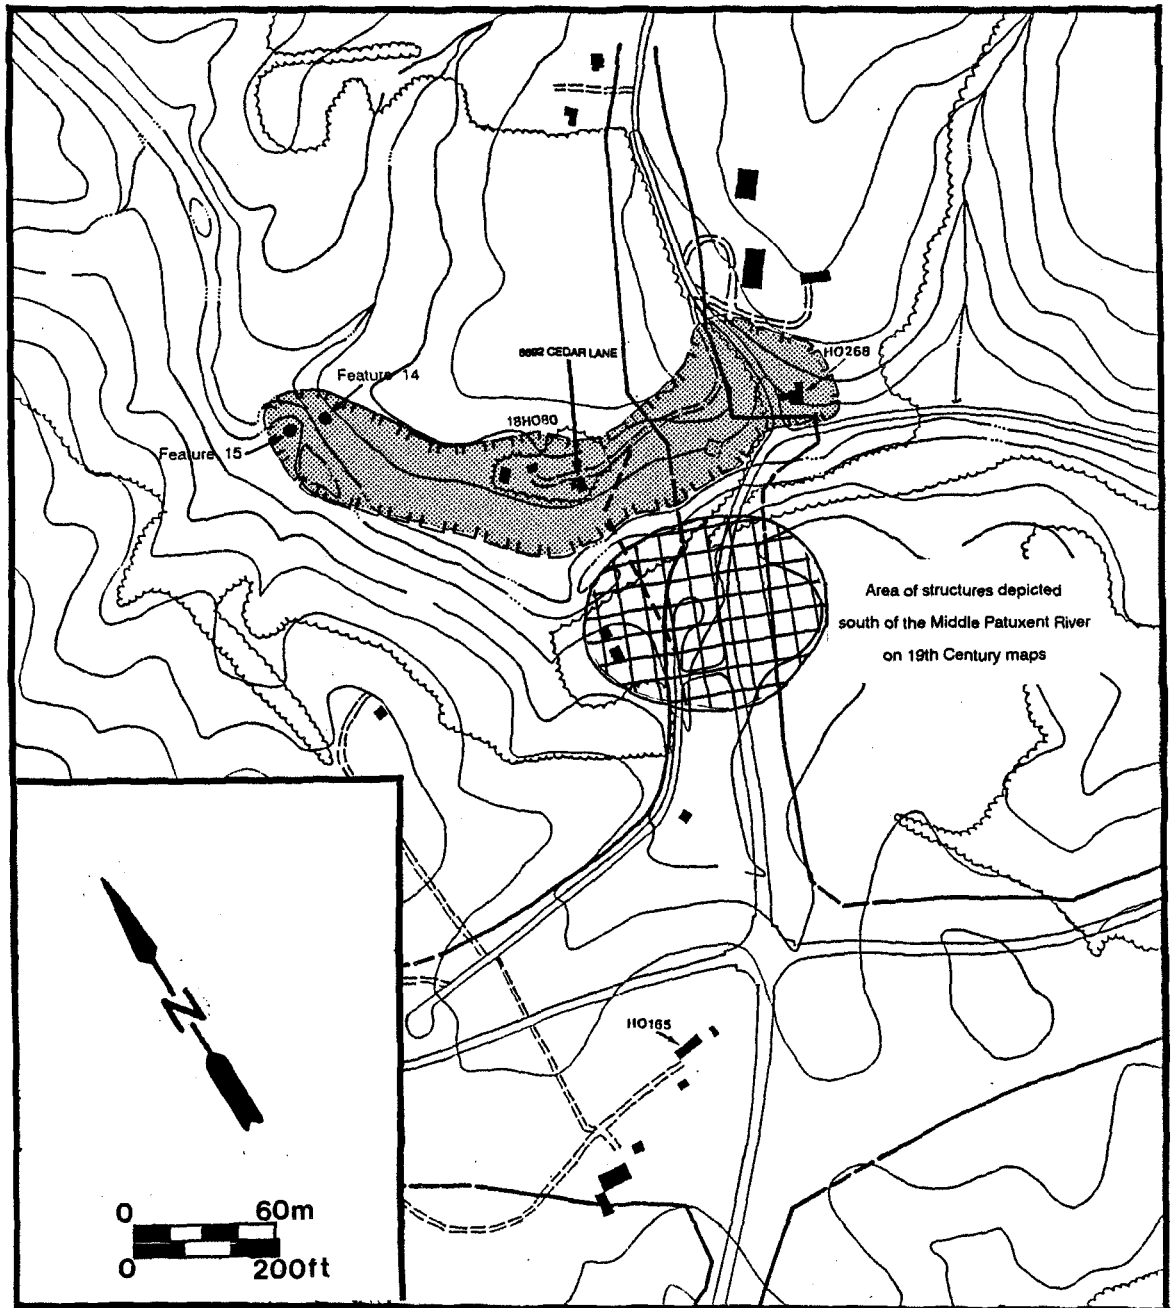 6692 CEDAR LANE
HO268
Feature 14
18HO80
Feature 15
Area of structures depicted
south of the Middle Patuxent River
on 19th Century maps
HO165
N
0 60m
0 200ft